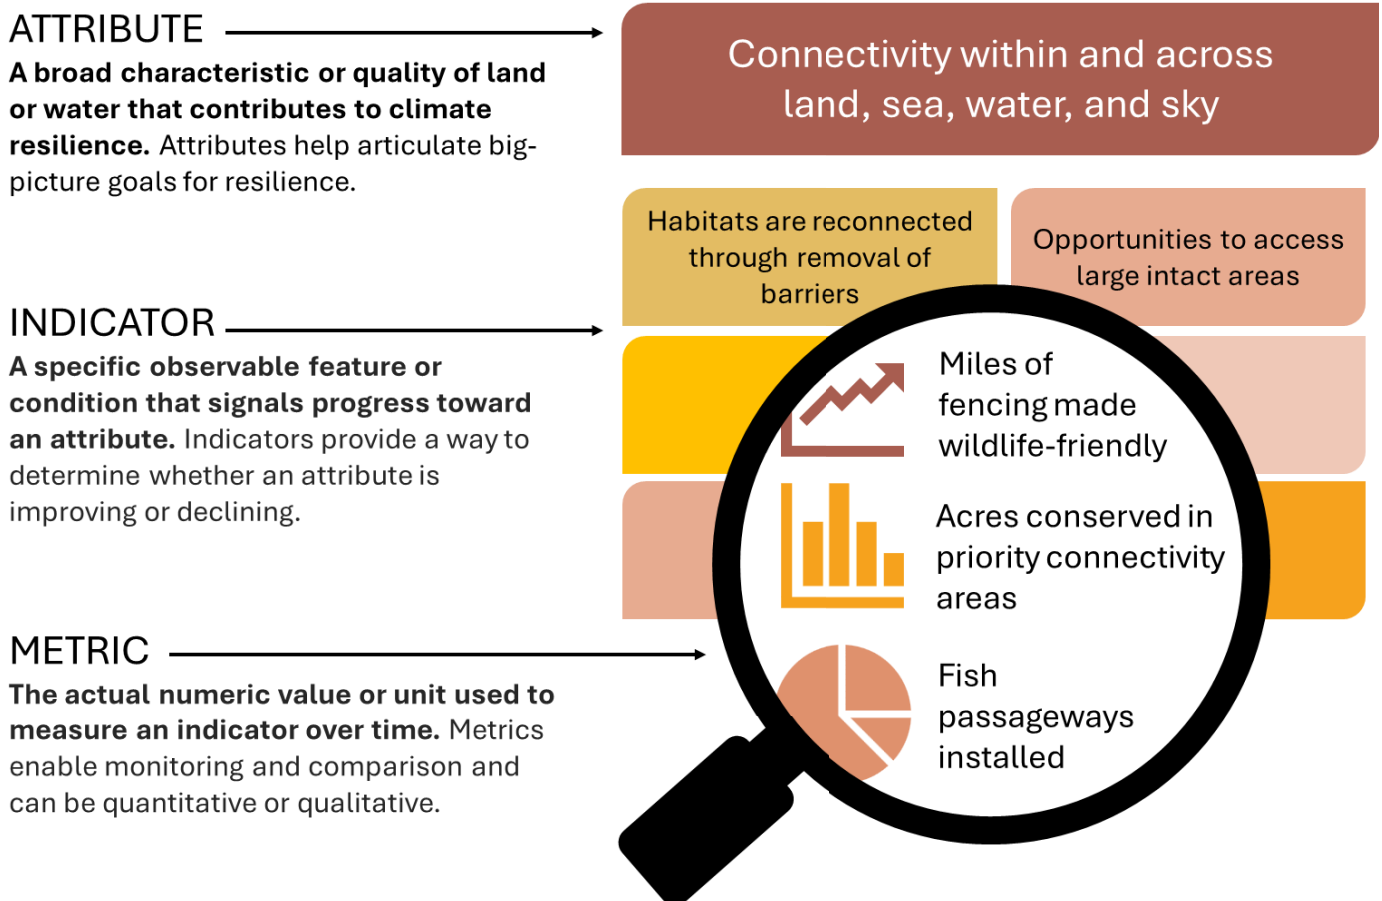 ATTRIBUTE
A broad characteristic or quality of land
or water that contributes to climate
resilience. Attributes help articulate big-
picture goals for resilience.
Connectivity within and across
land, sea, water, and sky
Habitats are reconnected
through removal of
barriers
Opportunities to access
large intact areas
INDICATOR
A specific observable feature or
condition that signals progress toward
an attribute. Indicators provide a way to
determine whether an attribute is
improving or declining.
Miles of
fencing made
wildlife-friendly
Acres conserved in
priority connectivity
areas
METRIC
The actual numeric value or unit used to
measure an indicator over time. Metrics
enable monitoring and comparison and
can be quantitative or qualitative.
Fish
passageways
installed